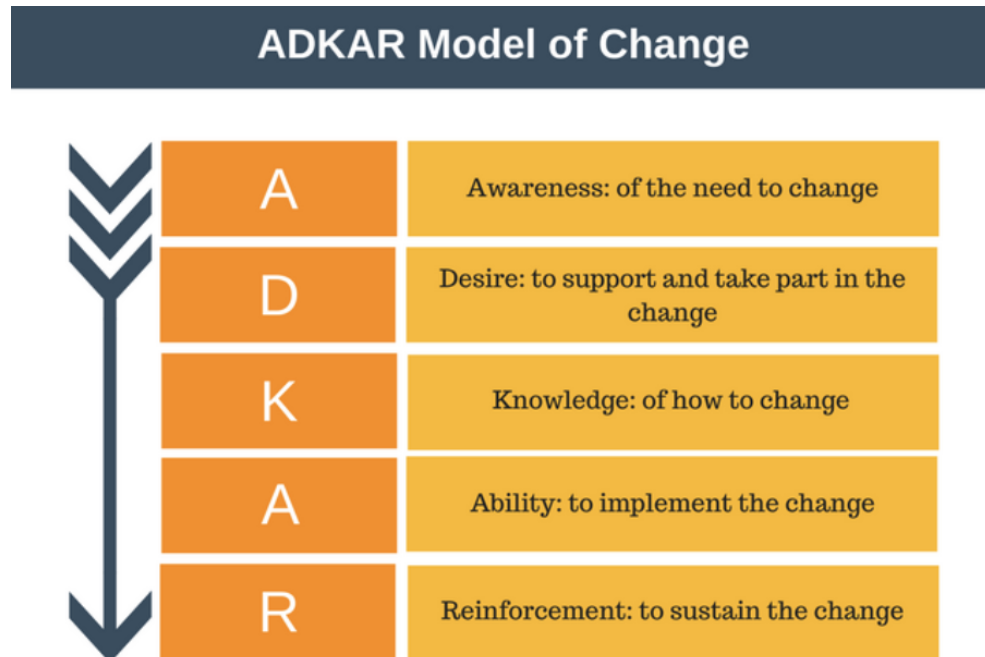 ADKAR Model of Change
A
Awareness: of the need to change
D
Desire: to support and take part in the
change
K
Knowledge: of how to change
A
Ability: to implement the change
R
Reinforcement: to sustain the change